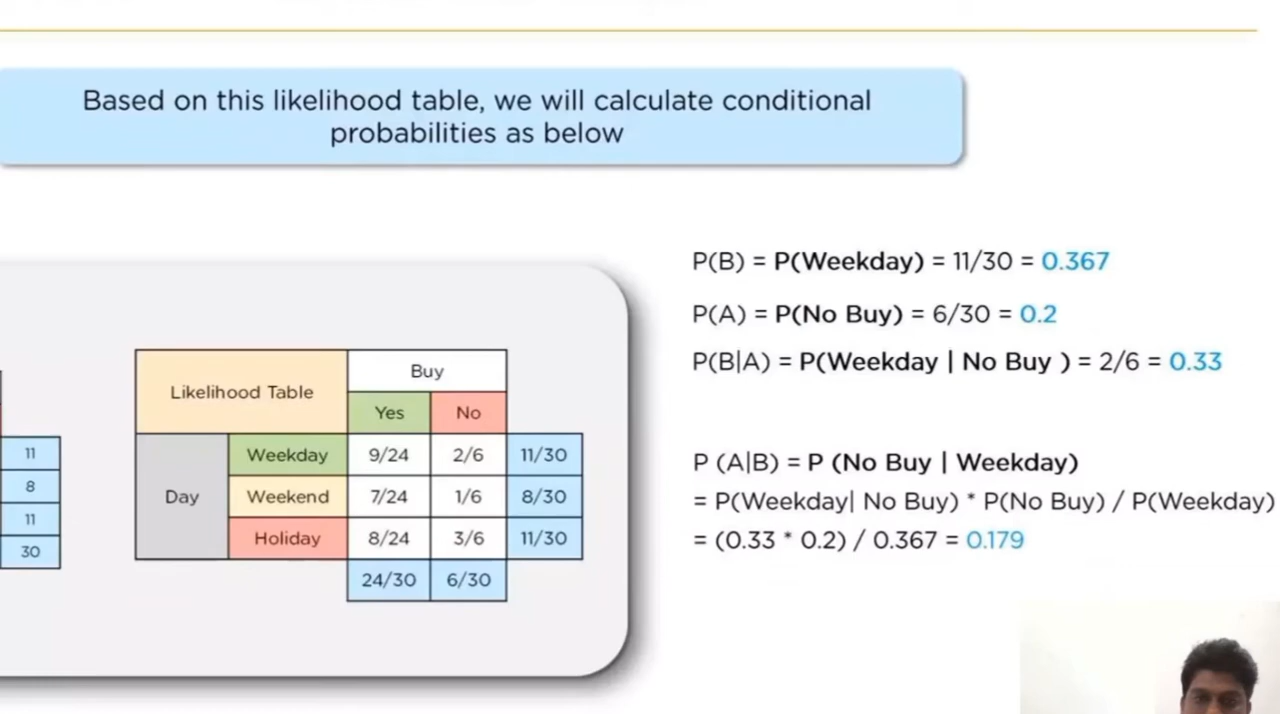 Based on this likelihood table, we will calculate conditional
probabilities as below
11
8
11
30
Likelihood Table
Buy
Yes No
Day
Weekday 9/24 2/6 11/30
Weekend 7/24 1/6 8/30
Holiday 8/24 3/6 11/30
24/30 6/30
P(B) = P(Weekday) = 11/30 = 0.367
P(A) = P(No Buy) = 6/30 = 0.2
P(B|A) = P(Weekday | No Buy ) = 2/6 = 0.33
P (A|B) = P (No Buy | Weekday)
= P(Weekday| No Buy) * P(No Buy) / P(Weekday)
= (0.33 * 0.2) / 0.367 = 0.179